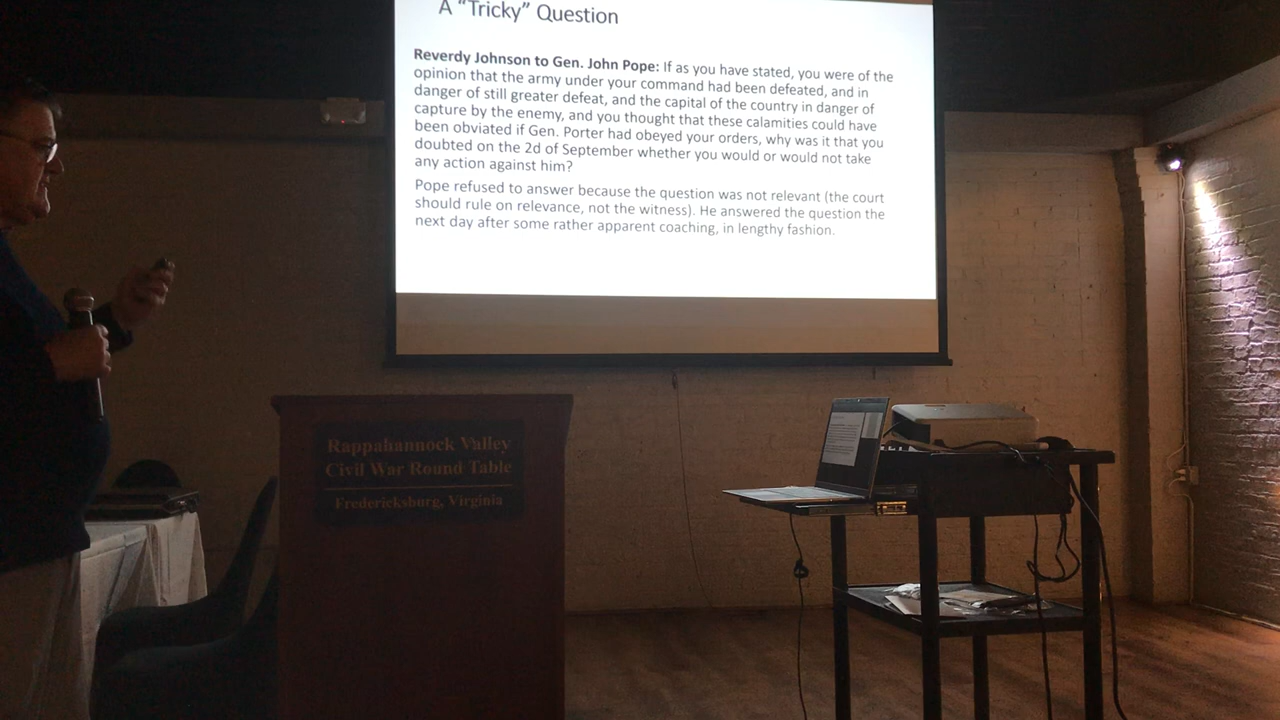 A “Tricky” Question
Reverdy Johnson to Gen. John Pope: If as you have stated, you were of the
opinion that the army under your command had been defeated, and in
danger of still greater defeat, and the capital of the country in danger of
capture by the enemy, and you thought that these calamities could have
been obviated if Gen. Porter had obeyed your orders, why was it that you
doubted on the 2d of September whether you would or would not take
any action against him?
Pope refused to answer because the question was not relevant (the court
should rule on relevance, not the witness). He answered the question the
next day after some rather apparent coaching, in lengthy fashion.
Rappahannock Valley
Civil War Round Table
Fredericksburg, Virginia